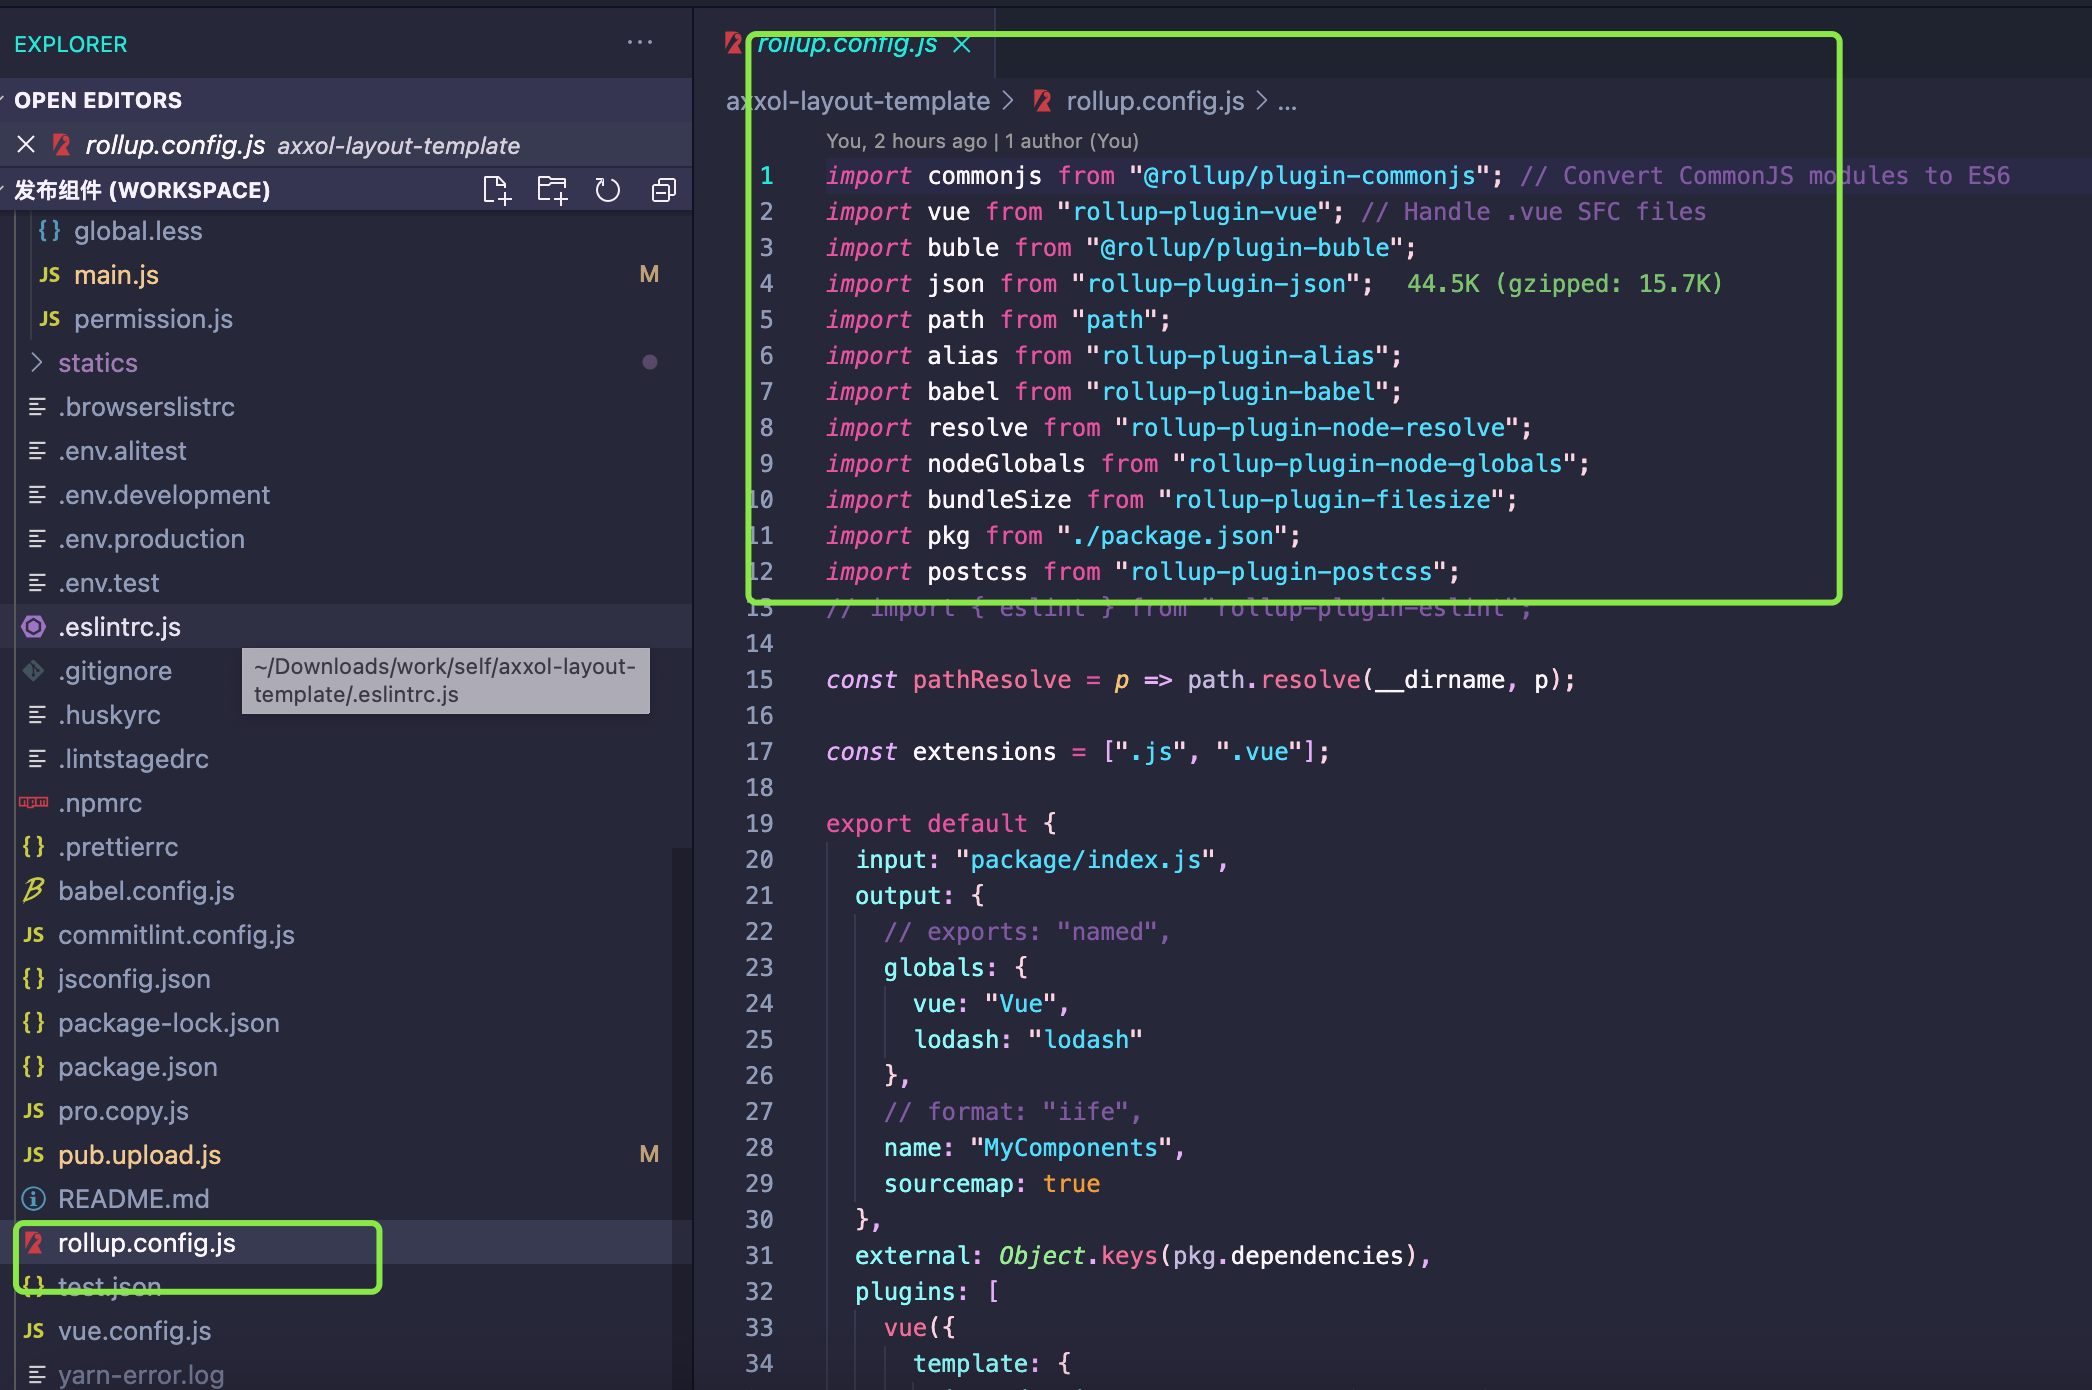 EXPLORER
OPEN EDITORS
rollup.config.js axxol-layout-template
发布组件 (WORKSPACE)
global.less
JS main.js M
JS permission.js
statics
.browserslistrc
.env.alitest
.env.development
.env.production
.env.test
.eslintrc.js
.gitignore
~/Downloads/work/self/axxol-layout-
template/.eslintrc.js
.huskyrc
.lintstagedrc
.npmrc
.prettierrc
babel.config.js
JS commitlint.config.js
jsconfig.json
package-lock.json
package.json
JS pro.copy.js
JS pub.upload.js M
README.md
rollup.config.js
test.json
JS vue.config.js
yarn-error.log
rollup.config.js
axxol-layout-template > rollup.config.js > ...
You, 2 hours ago | 1 author (You)
1 import commonjs from "@rollup/plugin-commonjs"; // Convert CommonJS modules to ES6
2 import vue from "rollup-plugin-vue"; // Handle .vue SFC files
3 import buble from "@rollup/plugin-buble";
4 import json from "rollup-plugin-json"; 44.5K (gzipped: 15.7K)
5 import path from "path";
6 import alias from "rollup-plugin-alias";
7 import babel from "rollup-plugin-babel";
8 import resolve from "rollup-plugin-node-resolve";
9 import nodeGlobals from "rollup-plugin-node-globals";
10 import bundleSize from "rollup-plugin-filesize";
11 import pkg from "./package.json";
12 import postcss from "rollup-plugin-postcss";
13 // import { eslint } from "rollup-plugin-eslint";
14
15 const pathResolve = p => path.resolve(__dirname, p);
16
17 const extensions = [".js", ".vue"];
18
19 export default {
20 input: "package/index.js",
21 output: {
22 // exports: "named",
23 globals: {
24 vue: "Vue",
25 lodash: "lodash"
26 },
27 // format: "iife",
28 name: "MyComponents",
29 sourcemap: true
30 },
31 external: Object.keys(pkg.dependencies),
32 plugins: [
33 vue({
34 template: {